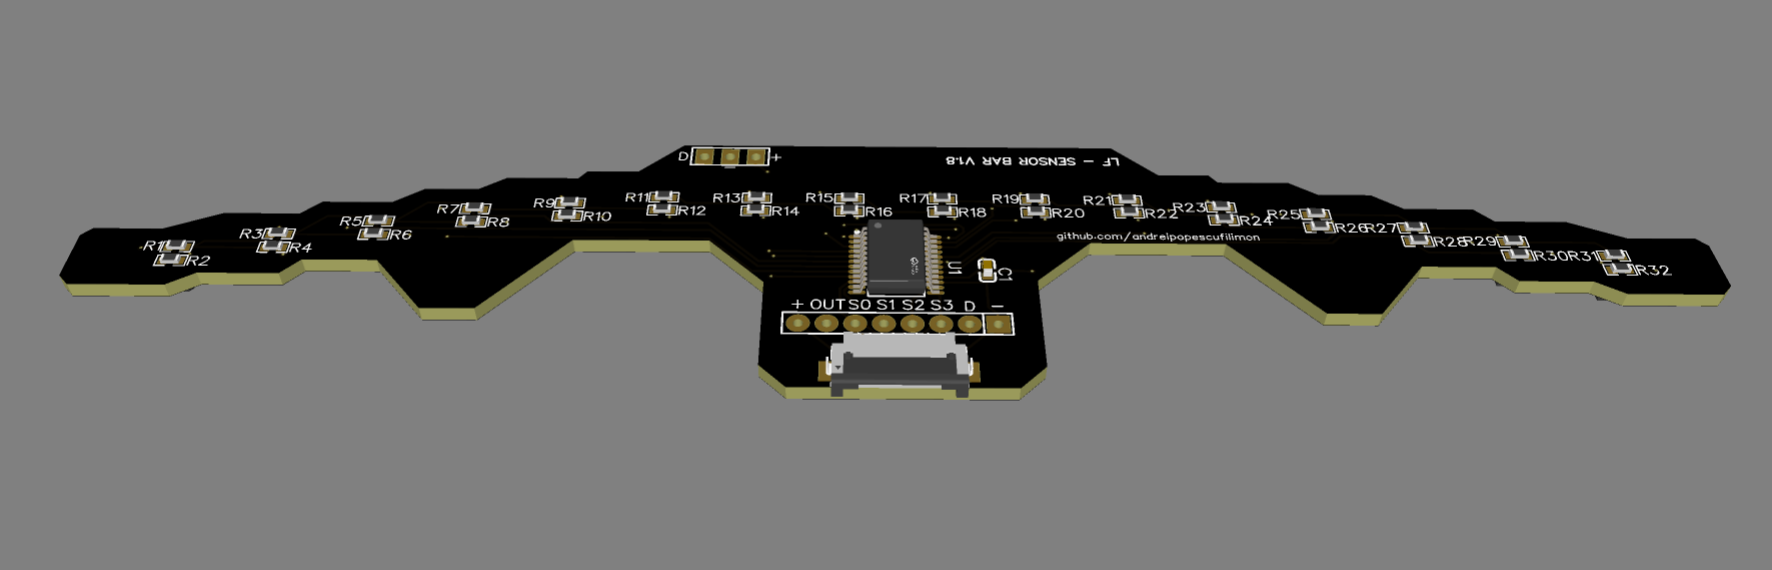 D +
LF - SENSOR BAR V1.8
R1
R2
R3
R4
R5
R6
R7
R8
R9
R10
R11
R12
R13
R14
R15
R16
R17
R18
R19
R20
R21
R22
R23
R24
R25
R26
R27
R28
R29
R30
R31
R32
github.com/andreipopescufilimon
U1
C1
+ OUT S0 S1 S2 S3 D -